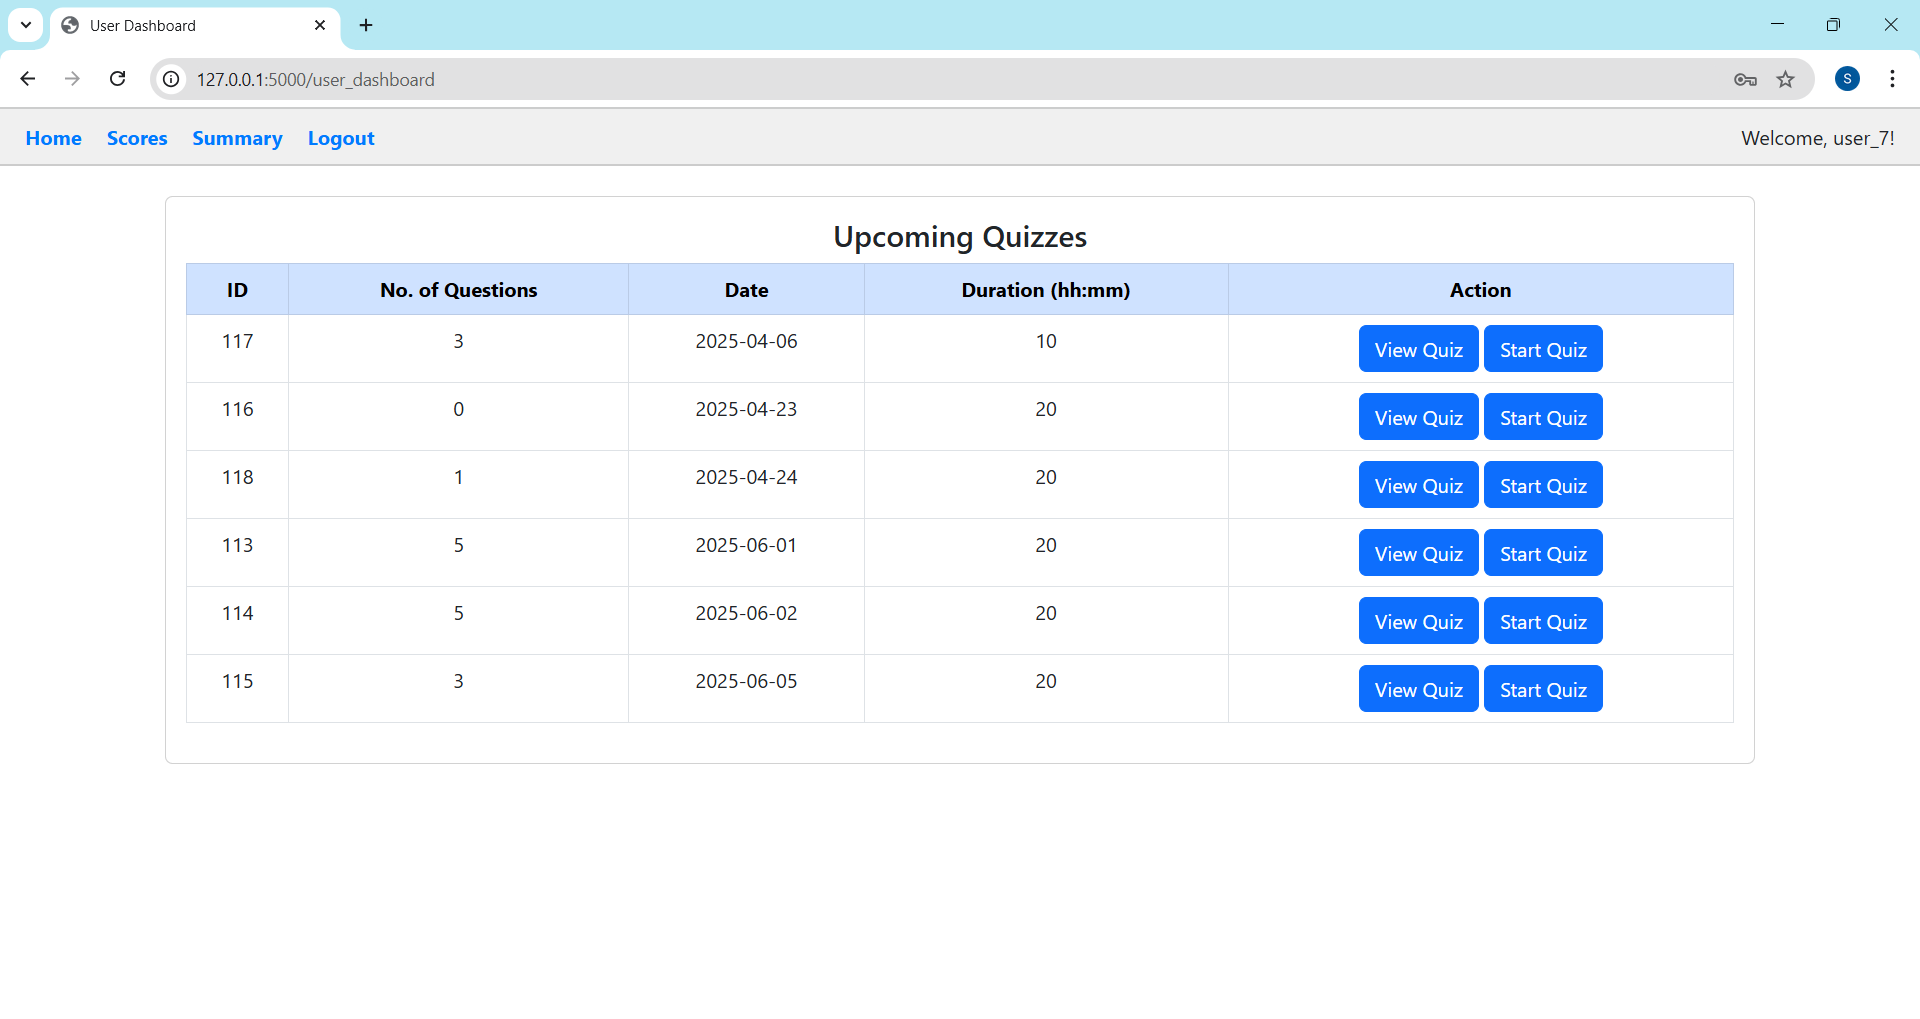 User Dashboard
127.0.0.1:5000/user_dashboard
S
Home Scores Summary Logout Welcome, user_7!
Upcoming Quizzes
ID No. of Questions Date Duration (hh:mm) Action
117 3 2025-04-06 10 View Quiz Start Quiz
116 0 2025-04-23 20 View Quiz Start Quiz
118 1 2025-04-24 20 View Quiz Start Quiz
113 5 2025-06-01 20 View Quiz Start Quiz
114 5 2025-06-02 20 View Quiz Start Quiz
115 3 2025-06-05 20 View Quiz Start Quiz